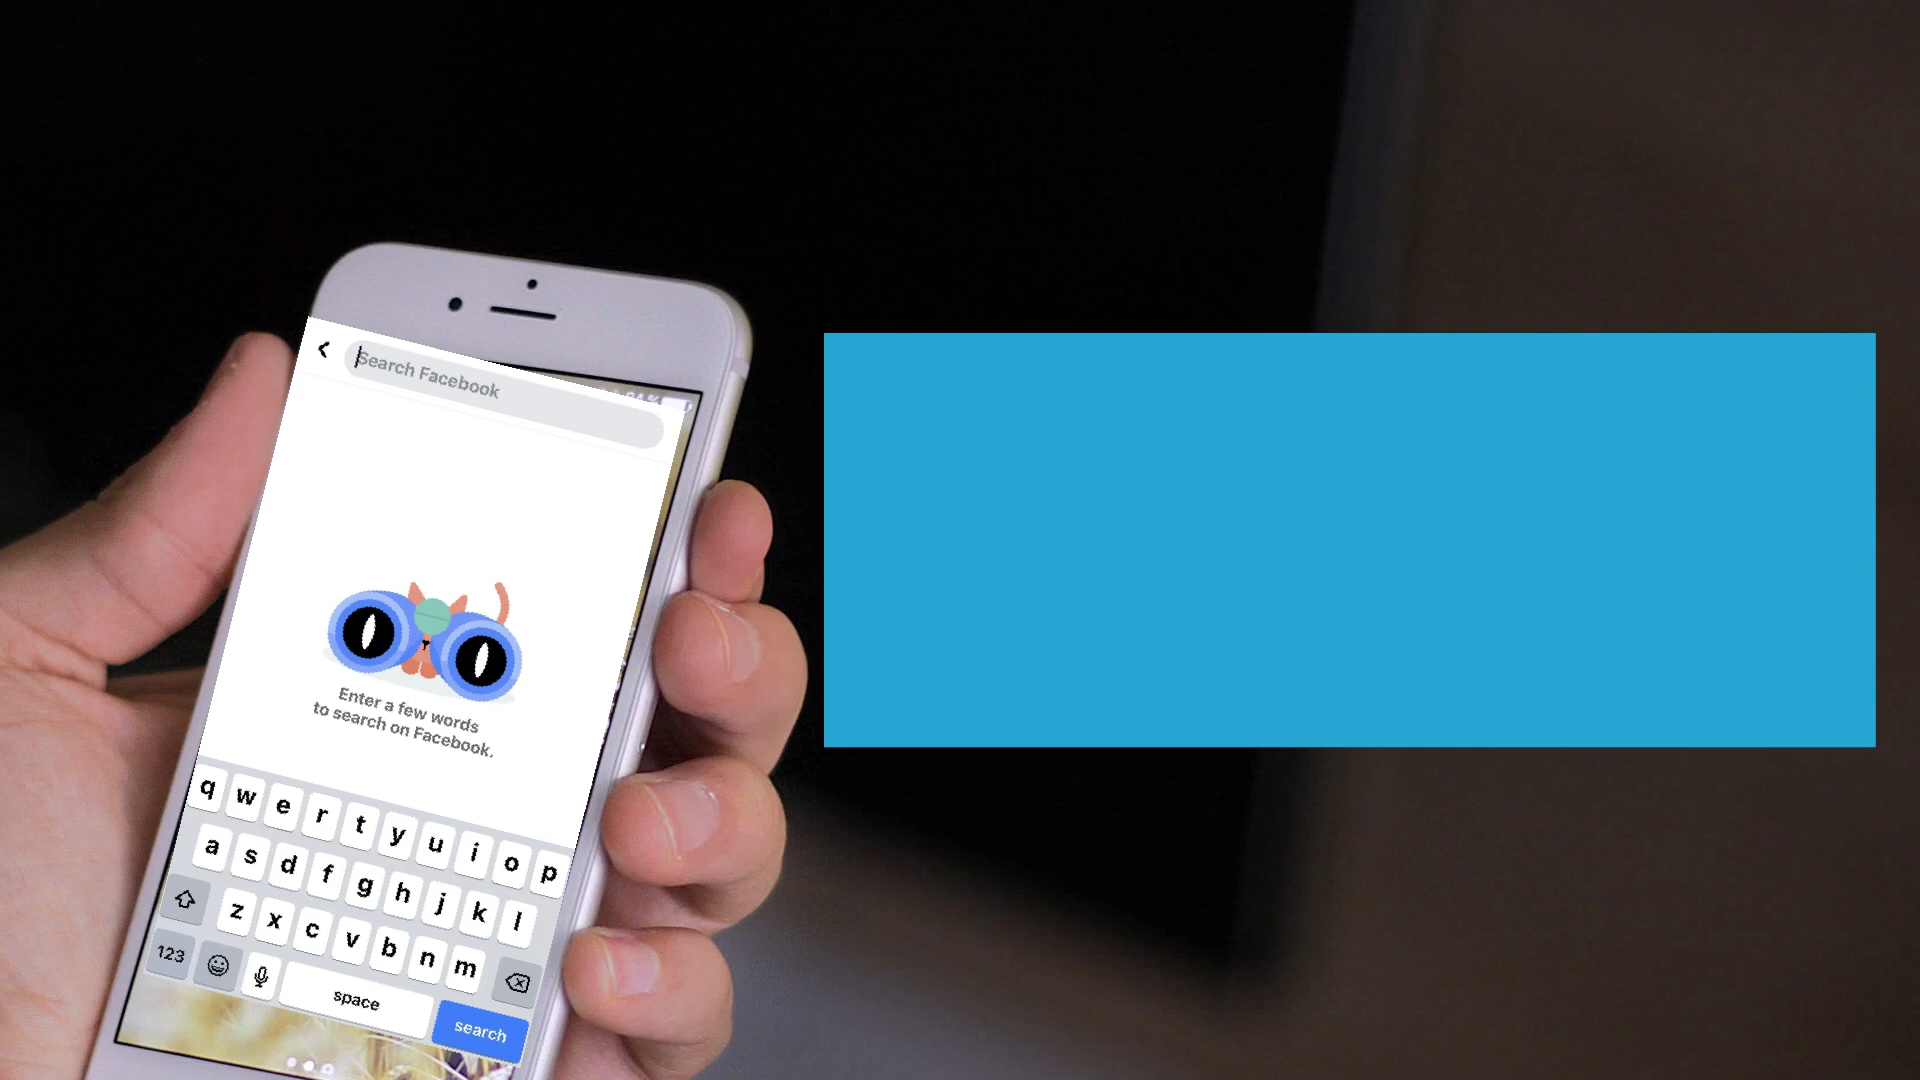 Search Facebook
Enter a few words
to search on Facebook.
q w e r t y u i o p
a s d f g h j k l
z x c v b n m
123
space
search